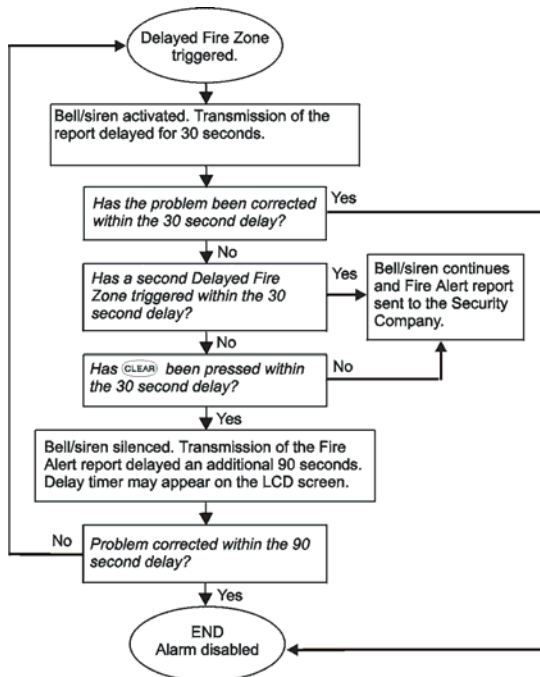 Delayed Fire Zone
triggered.
Bell/siren activated. Transmission of the
report delayed for 30 seconds.
Has the problem been corrected
within the 30 second delay?
Yes
No
Has a second Delayed Fire
Zone triggered within the 30
second delay?
Yes
Bell/siren continues
and Fire Alert report
sent to the Security
Company.
No
Has CLEAR been pressed within
the 30 second delay?
No
Yes
Bell/siren silenced. Transmission of the Fire
Alert report delayed an additional 90 seconds.
Delay timer may appear on the LCD screen.
No
Problem corrected within the 90
second delay?
Yes
END
Alarm disabled